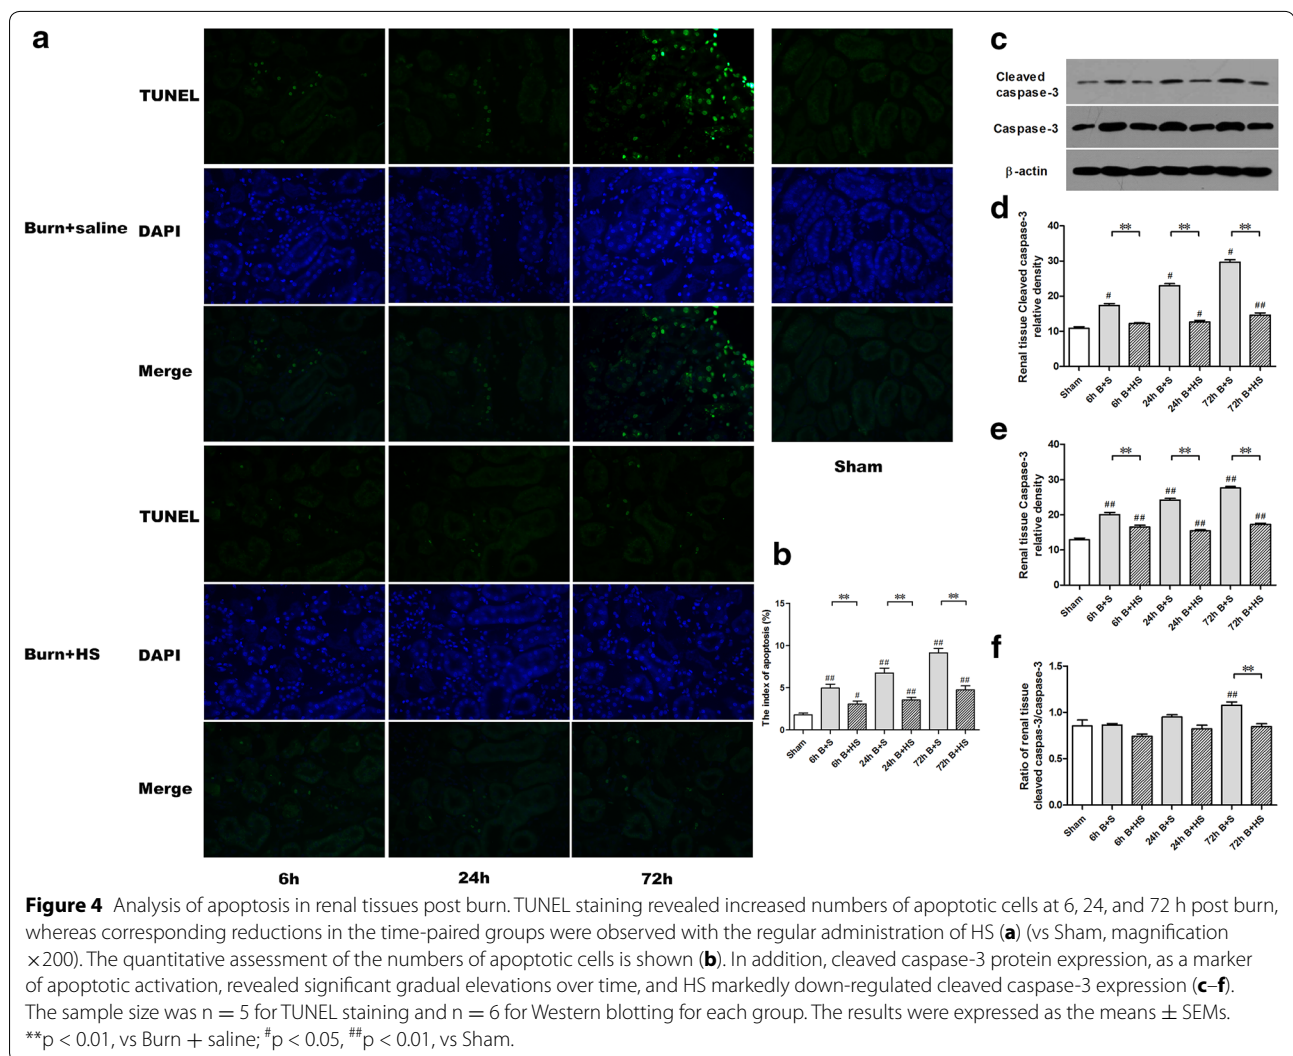 a
TUNEL
Burn+saline DAPI
Merge
Sham
TUNEL
Burn+HS DAPI
Merge
6h 24h 72h
b
The index of apoptosis (%)
15
10
5
0
** ** **
## # ## ## ## ##
Sham 6h B+S 6h B+HS 24h B+S 24h B+HS 72h B+S 72h B+HS
c
Cleaved
caspase-3
Caspase-3
β-actin
d
Renal tissue Cleaved caspase-3
relative density
40
30
20
10
0
** ** **
# # # # ##
Sham 6h B+S 6h B+HS 24h B+S 24h B+HS 72h B+S 72h B+HS
e
Renal tissue Caspase-3
relative density
40
30
20
10
0
** ** **
## ## ## ## ## ##
Sham 6h B+S 6h B+HS 24h B+S 24h B+HS 72h B+S 72h B+HS
f
Ratio of renal tissue
cleaved caspas-3/caspase-3
1.5
1.0
0.5
0.0
**
##
Sham 6h B+S 6h B+HS 24h B+S 24h B+HS 72h B+S 72h B+HS
Figure 4 Analysis of apoptosis in renal tissues post burn. TUNEL staining revealed increased numbers of apoptotic cells at 6, 24, and 72 h post burn,
whereas corresponding reductions in the time-paired groups were observed with the regular administration of HS (a) (vs Sham, magnification
×200). The quantitative assessment of the numbers of apoptotic cells is shown (b). In addition, cleaved caspase-3 protein expression, as a marker
of apoptotic activation, revealed significant gradual elevations over time, and HS markedly down-regulated cleaved caspase-3 expression (c–f).
The sample size was n = 5 for TUNEL staining and n = 6 for Western blotting for each group. The results were expressed as the means ± SEMs.
**p < 0.01, vs Burn + saline; #p < 0.05, ##p < 0.01, vs Sham.